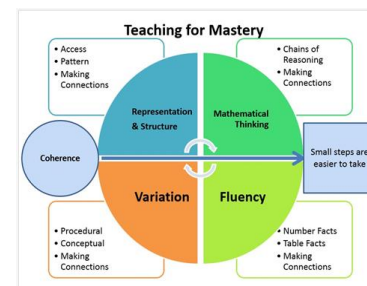 Teaching for Mastery
• Access
• Pattern
• Making
Connections
• Chains of
Reasoning
• Making
Connections
Representation
& Structure
Mathematical
Thinking
Coherence
Small steps are
easier to take
Variation
Fluency
• Procedural
• Conceptual
• Making
Connections
• Number Facts
• Table Facts
• Making
Connections